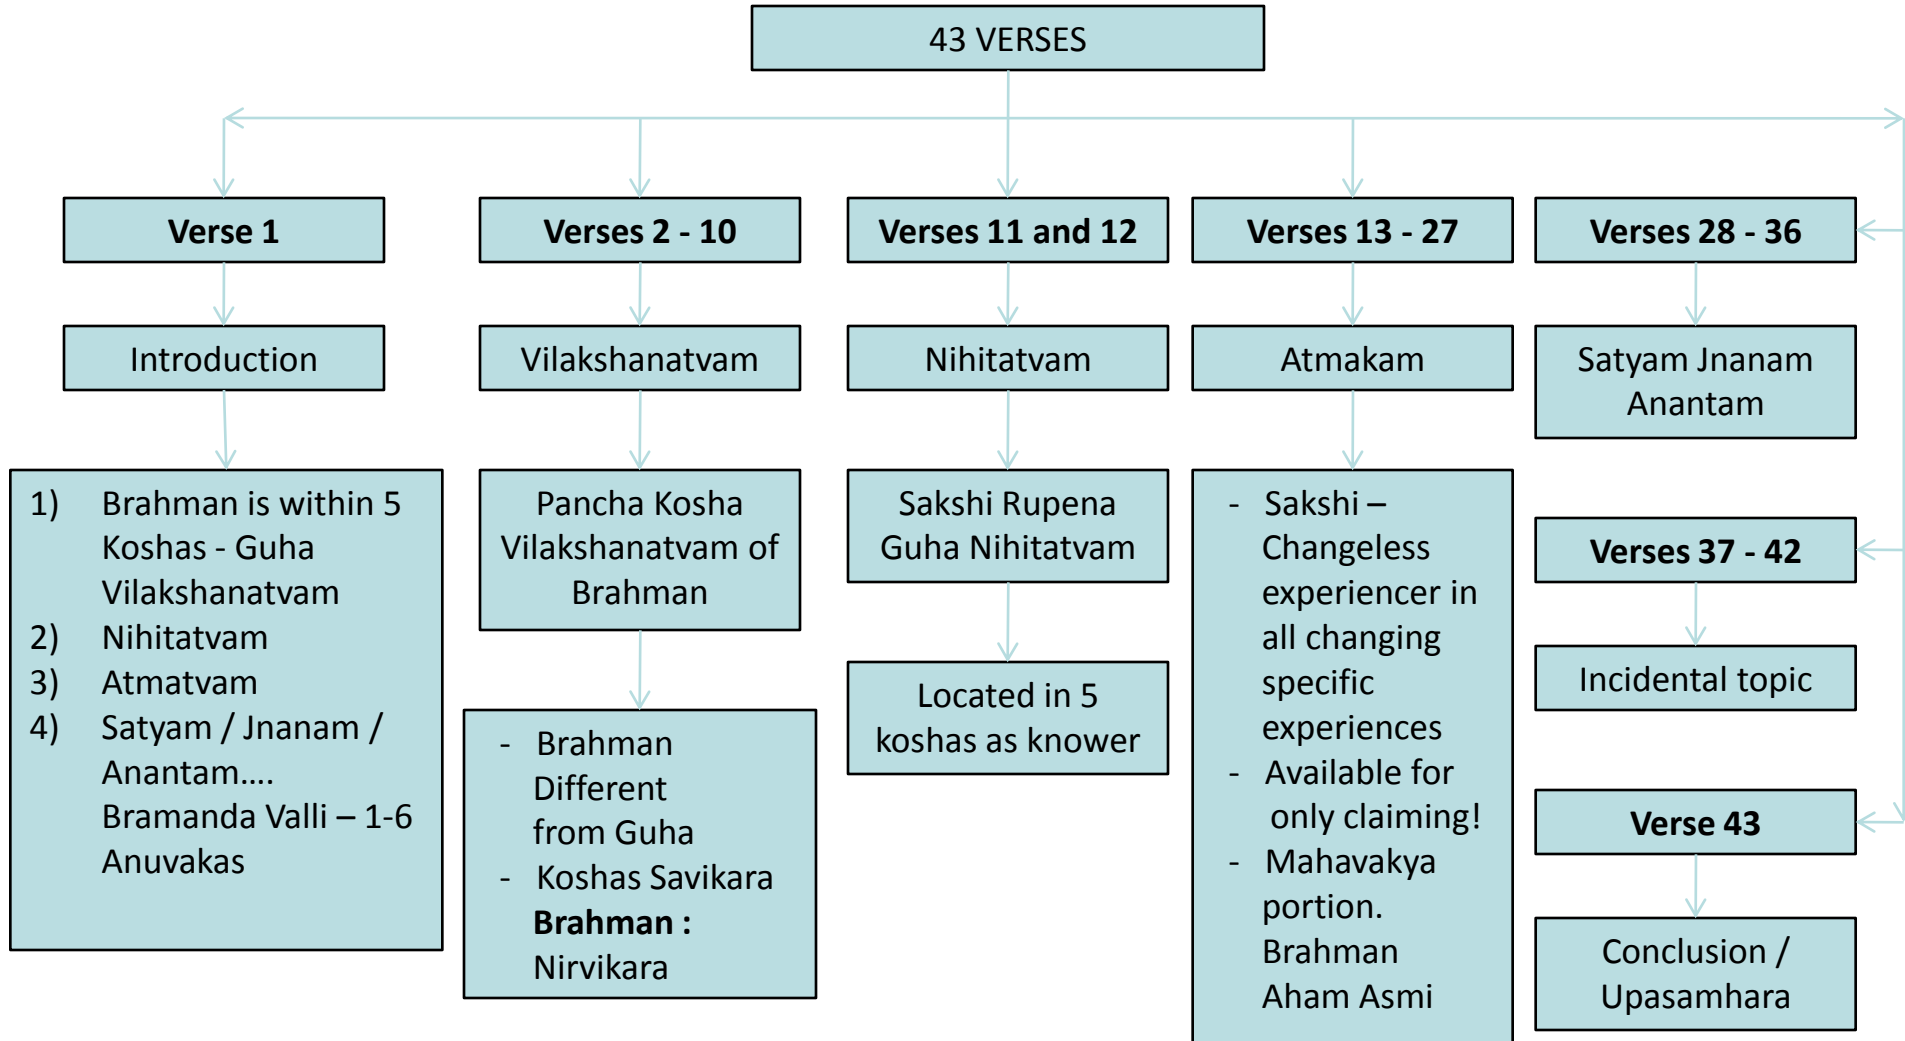 43 VERSES
Verse 1
Introduction
1) Brahman is within 5
Koshas - Guha
Vilakshanatvam
2) Nihitatvam
3) Atmatvam
4) Satyam / Jnanam /
Anantam....
Bramanda Valli – 1-6
Anuvakas
Verses 2 - 10
Vilakshanatvam
Pancha Kosha
Vilakshanatvam of
Brahman
- Brahman
Different
from Guha
- Koshas Savikara
Brahman :
Nirvikara
Verses 11 and 12
Nihitatvam
Sakshi Rupena
Guha Nihitatvam
Located in 5
koshas as knower
Verses 13 - 27
Atmakam
- Sakshi –
Changeless
experiencer in
all changing
specific
experiences
- Available for
only claiming!
- Mahavakya
portion.
Brahman
Aham Asmi
Verses 28 - 36
Satyam Jnanam
Anantam
Verses 37 - 42
Incidental topic
Verse 43
Conclusion /
Upasamhara